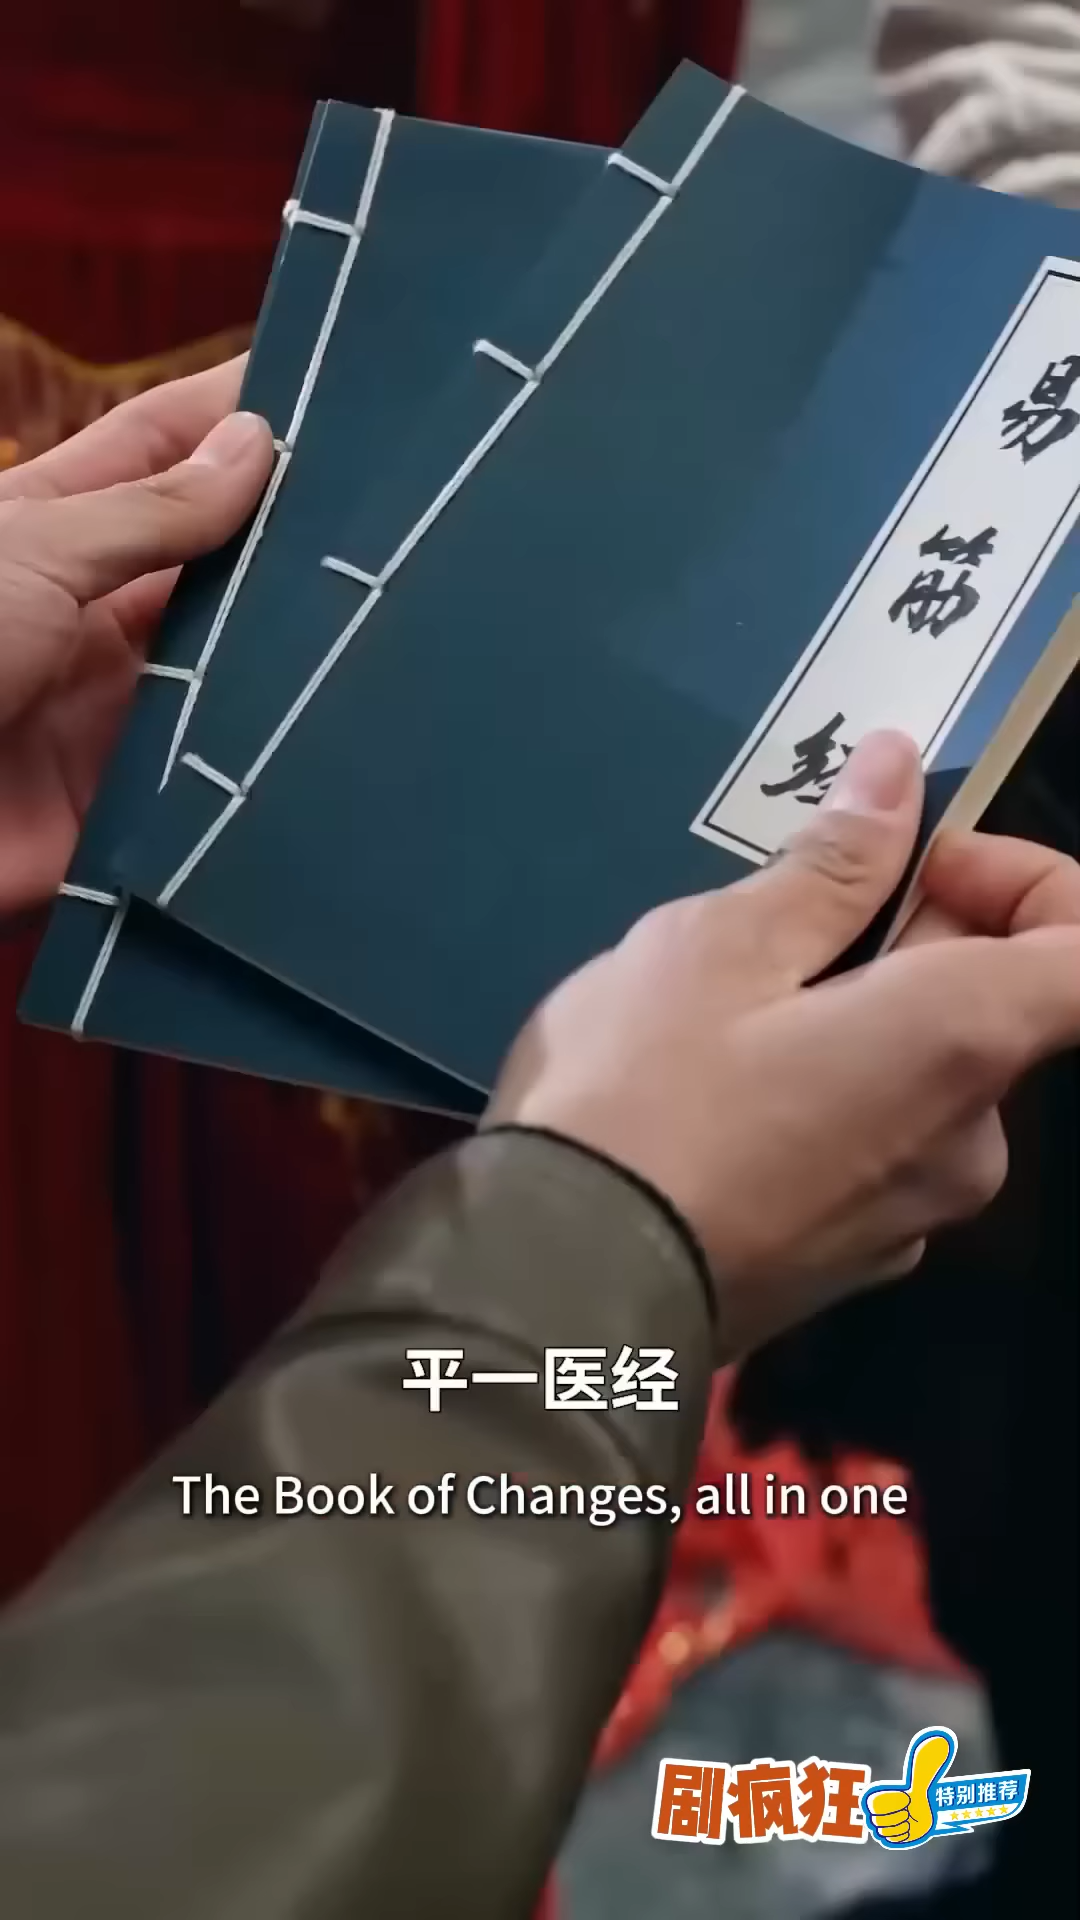 易筋经
平一医经
The Book of Changes, all in one
剧疯狂
特别推荐